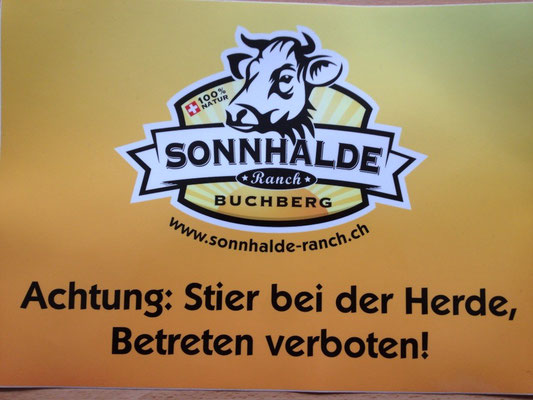 100%
NATUR
SONNHALDE
Ranch
BUCHBERG
www.sonnhalde-ranch.ch
Achtung: Stier bei der Herde,
Betreten verboten!